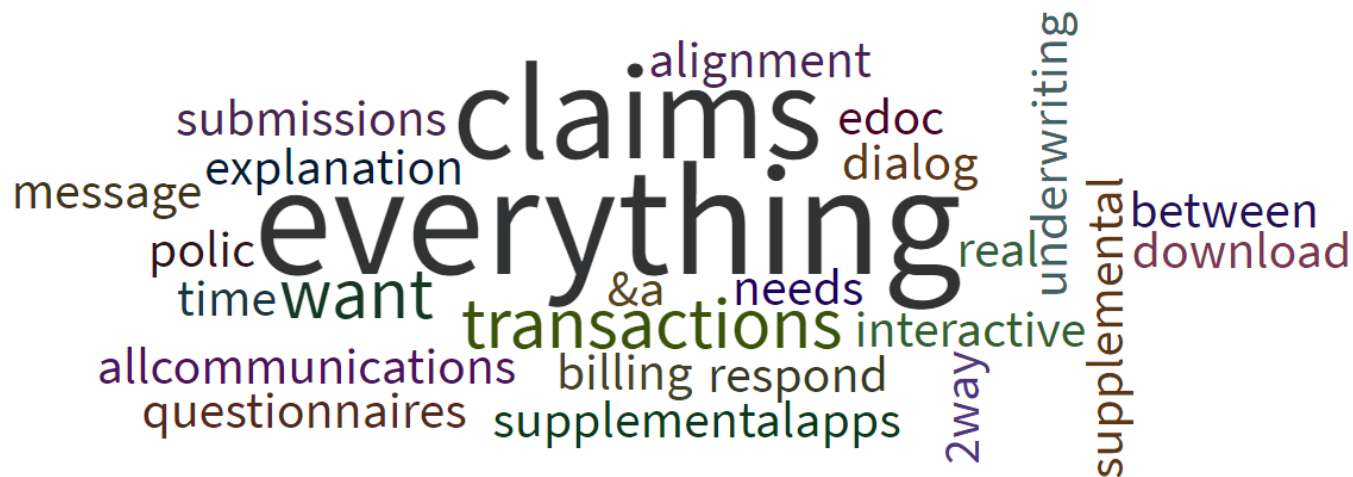 alignment
underwriting
claims
submissions
edoc
explanation
dialog
message
everything
supplemental
between
polic
real
download
time
want
&a
needs
transactions
interactive
allcommunications
billing
respond
2way
questionnaires
supplementalapps